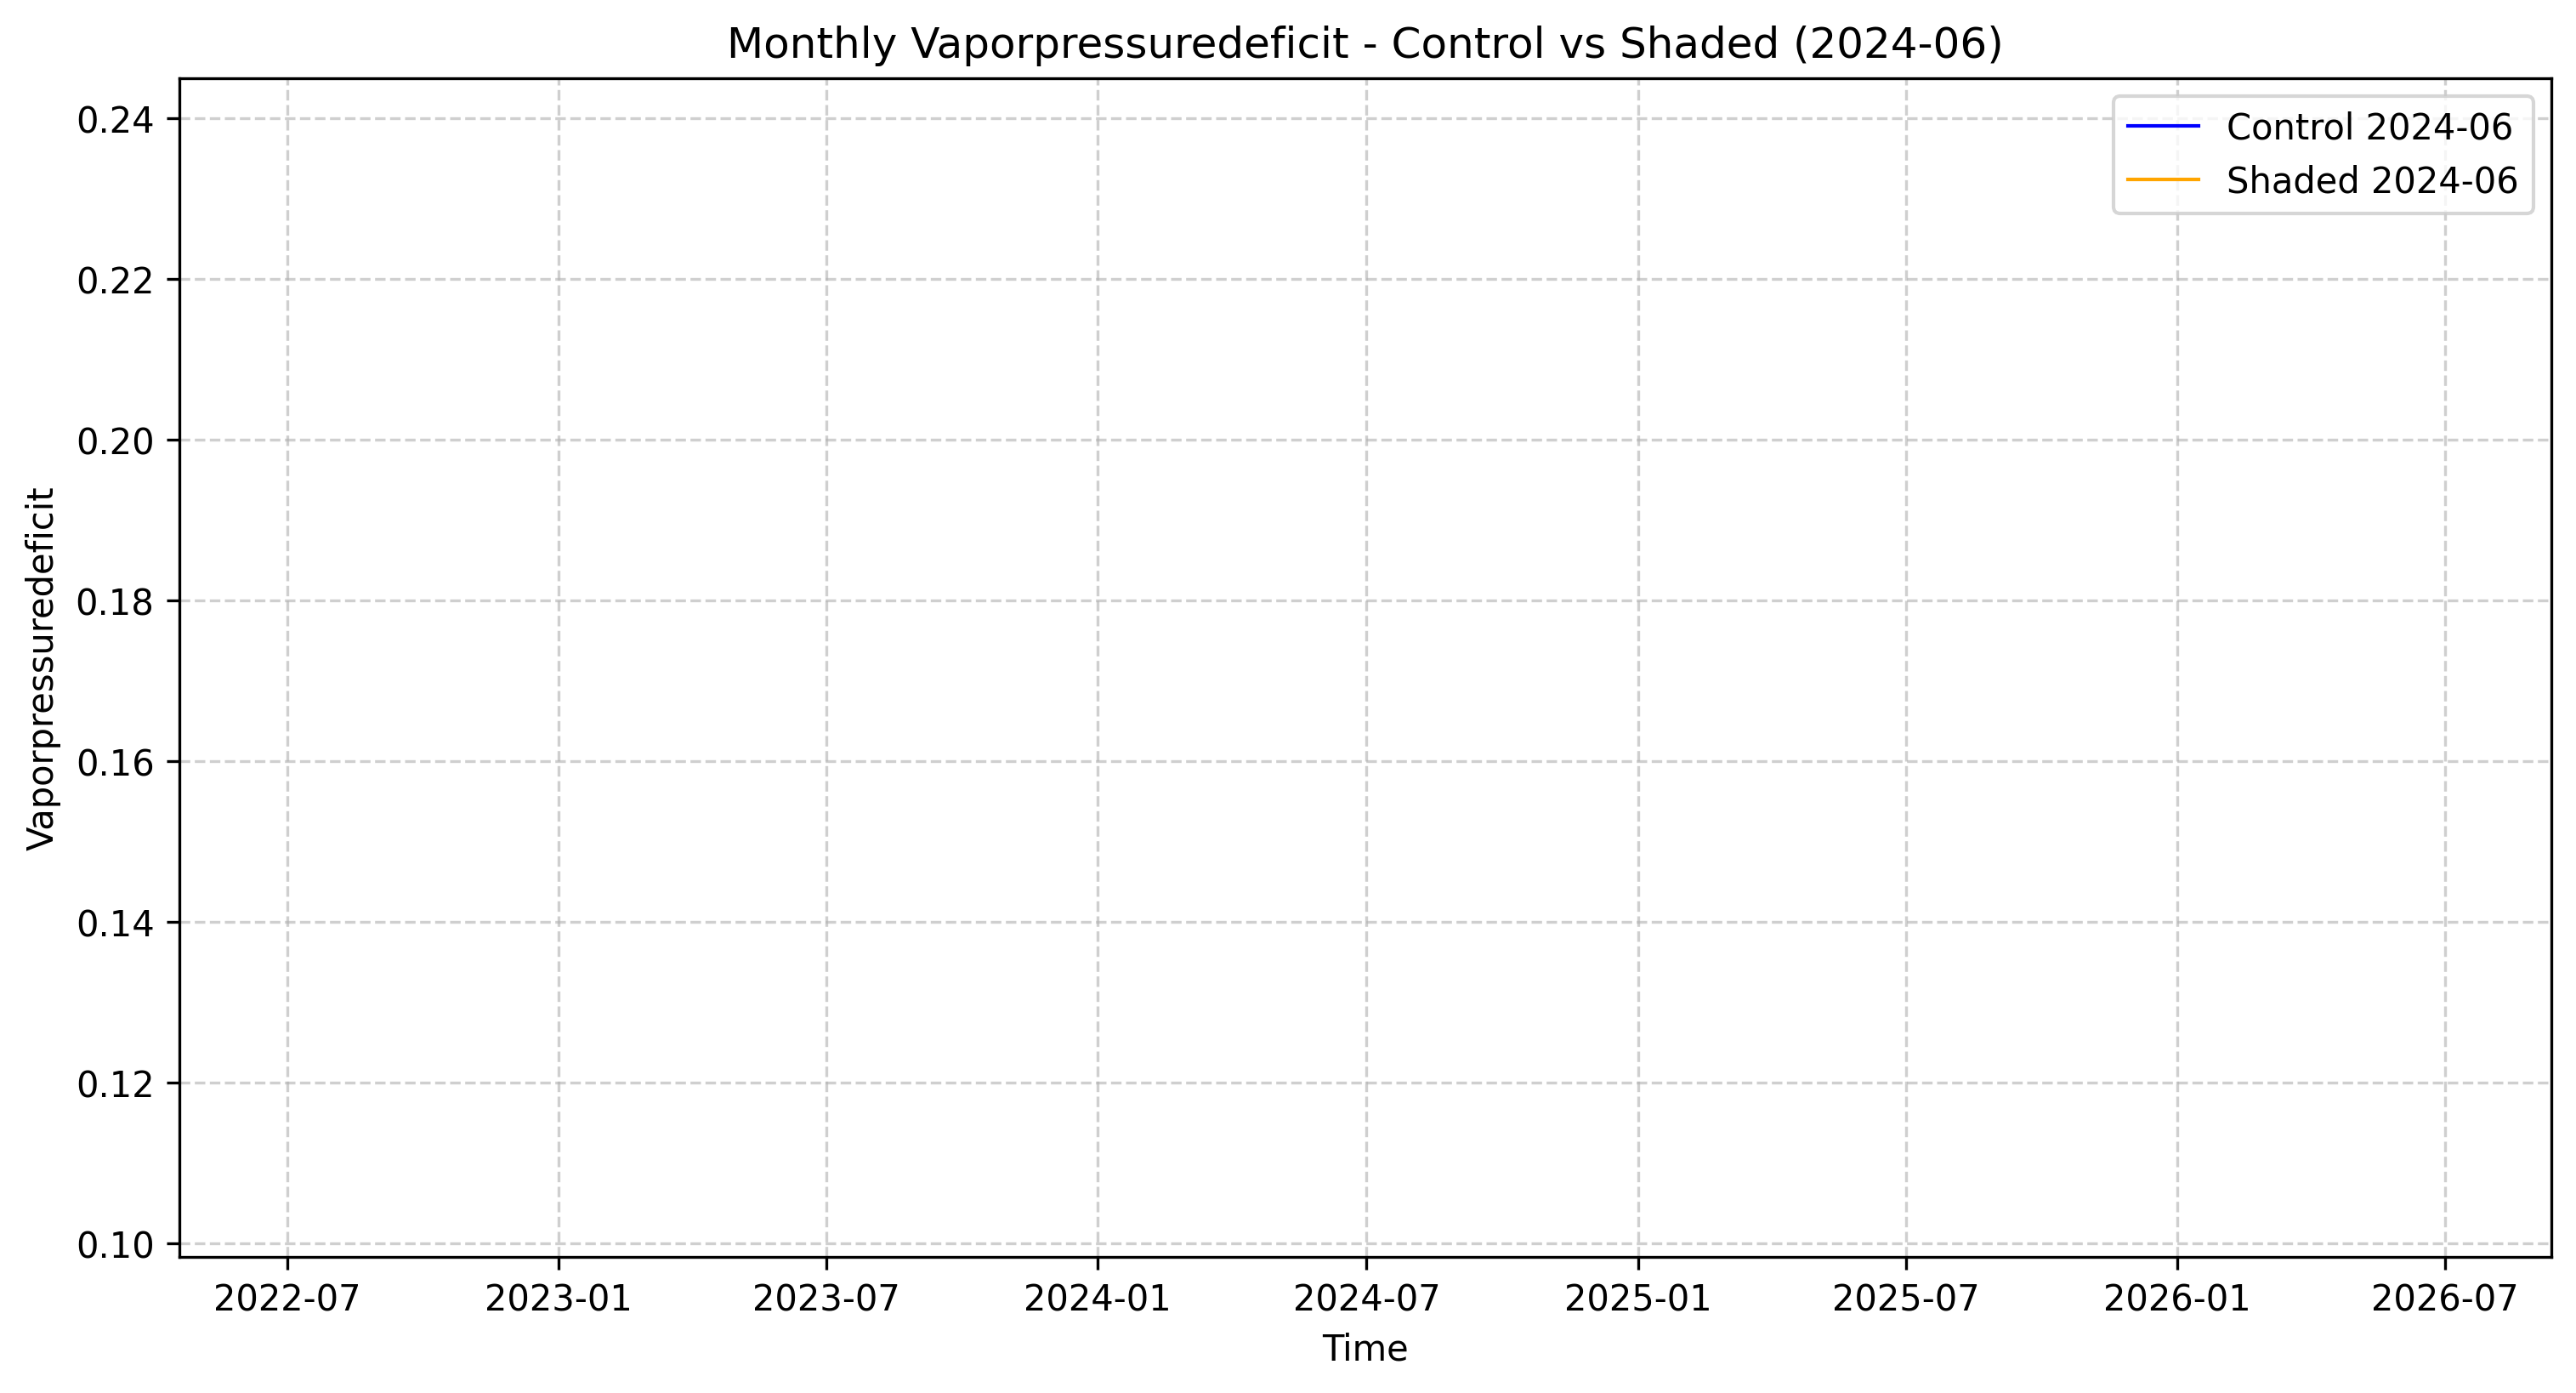 Monthly Vaporpressuredeficit - Control vs Shaded (2024-06)
Control 2024-06
Shaded 2024-06
Vaporpressuredeficit
0.24
0.22
0.20
0.18
0.16
0.14
0.12
0.10
2022-07 2023-01 2023-07 2024-01 2024-07 2025-01 2025-07 2026-01 2026-07
Time